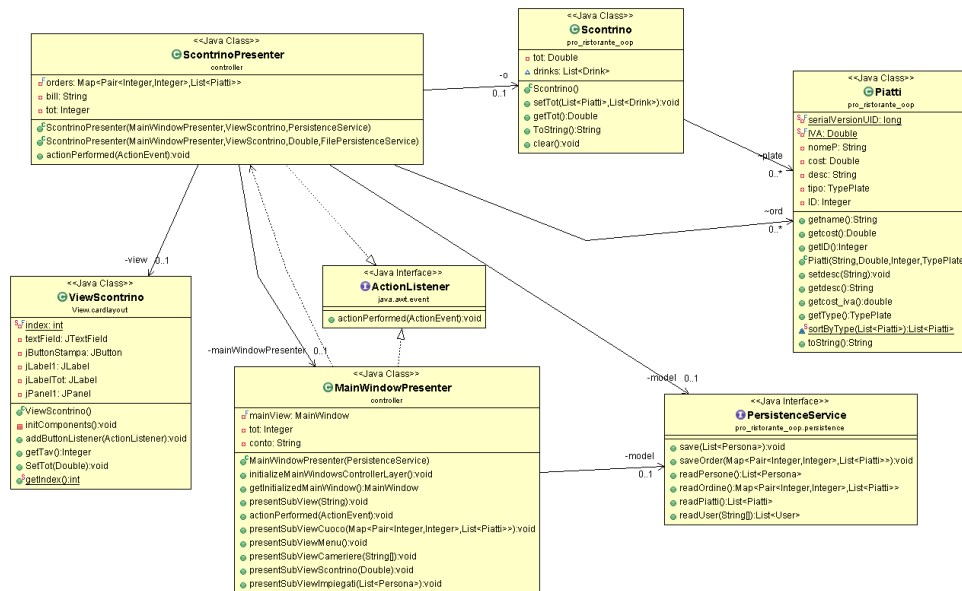 <<Java Class>>
ScontrinoPresenter
controller
orders: Map<Pair<Integer,Integer>,List<Piatti>>
bill: String
tot: Integer
ScontrinoPresenter(MainWindowPresenter,ViewScontrino,PersistenceService)
ScontrinoPresenter(MainWindowPresenter,ViewScontrino,Double,FilePersistenceService)
actionPerformed(ActionEvent):void
-o
0..1
<<Java Class>>
Scontrino
pro_ristorante_oop
tot: Double
drinks: List<Drink>
Scontrino()
setTot(List<Piatti>,List<Drink>):void
getTot():Double
ToString():String
clear():void
~plate
0..*
<<Java Class>>
Piatti
pro_ristorante_oop
serialVersionUID: long
IVA: Double
nomeP: String
cost: Double
desc: String
tipo: TypePlate
ID: Integer
getname():String
getcost():Double
getID():Integer
Piatti(String,Double,Integer,TypePlate
setdesc(String):void
getdesc():String
getcost_iva():double
getType():TypePlate
sortByType(List<Piatti>):List<Piatti>
toString():String
~ord
0..*
-view
0..1
<<Java Class>>
ViewScontrino
View.cardlayout
index: int
textField: JTextField
jButtonStampa: JButton
jLabel1: JLabel
jLabelTot: JLabel
jPanel1: JPanel
ViewScontrino()
initComponents():void
addButtonListener(ActionListener):void
getTav():Integer
SetTot(Double):void
getIndex():int
<<Java Interface>>
ActionListener
java.awt.event
actionPerformed(ActionEvent):void
-mainWindowPresenter
0..1
<<Java Class>>
MainWindowPresenter
controller
mainView: MainWindow
tot: Integer
conto: String
MainWindowPresenter(PersistenceService)
initializeMainWindowsControllerLayer():void
getInitializedMainWindow():MainWindow
presentSubView(String):void
actionPerformed(ActionEvent):void
presentSubViewCuoco(Map<Pair<Integer,Integer>,List<Piatti>>):void
presentSubViewMenu():void
presentSubViewCameriere(String[]):void
presentSubViewScontrino(Double):void
presentSubViewImpiegati(List<Persona>):void
-model
0..1
-model
0..1
<<Java Interface>>
PersistenceService
pro_ristorante_oop.persistence
save(List<Persona>):void
saveOrder(Map<Pair<Integer,Integer>,List<Piatti>>):void
readPersone():List<Persona>
readOrdine():Map<Pair<Integer,Integer>,List<Piatti>>
readPiatti():List<Piatti>
readUser(String[]):List<User>